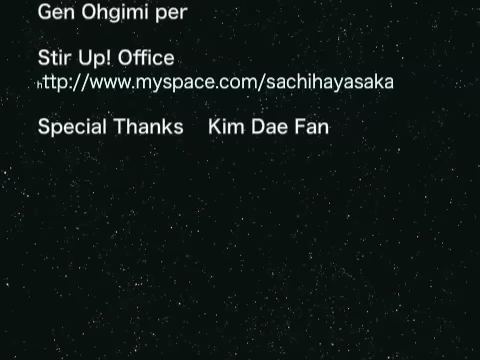 Gen Ohgimi per
Stir Up! Office
http://www.myspace.com/sachihayasaka
Special Thanks Kim Dae Fan